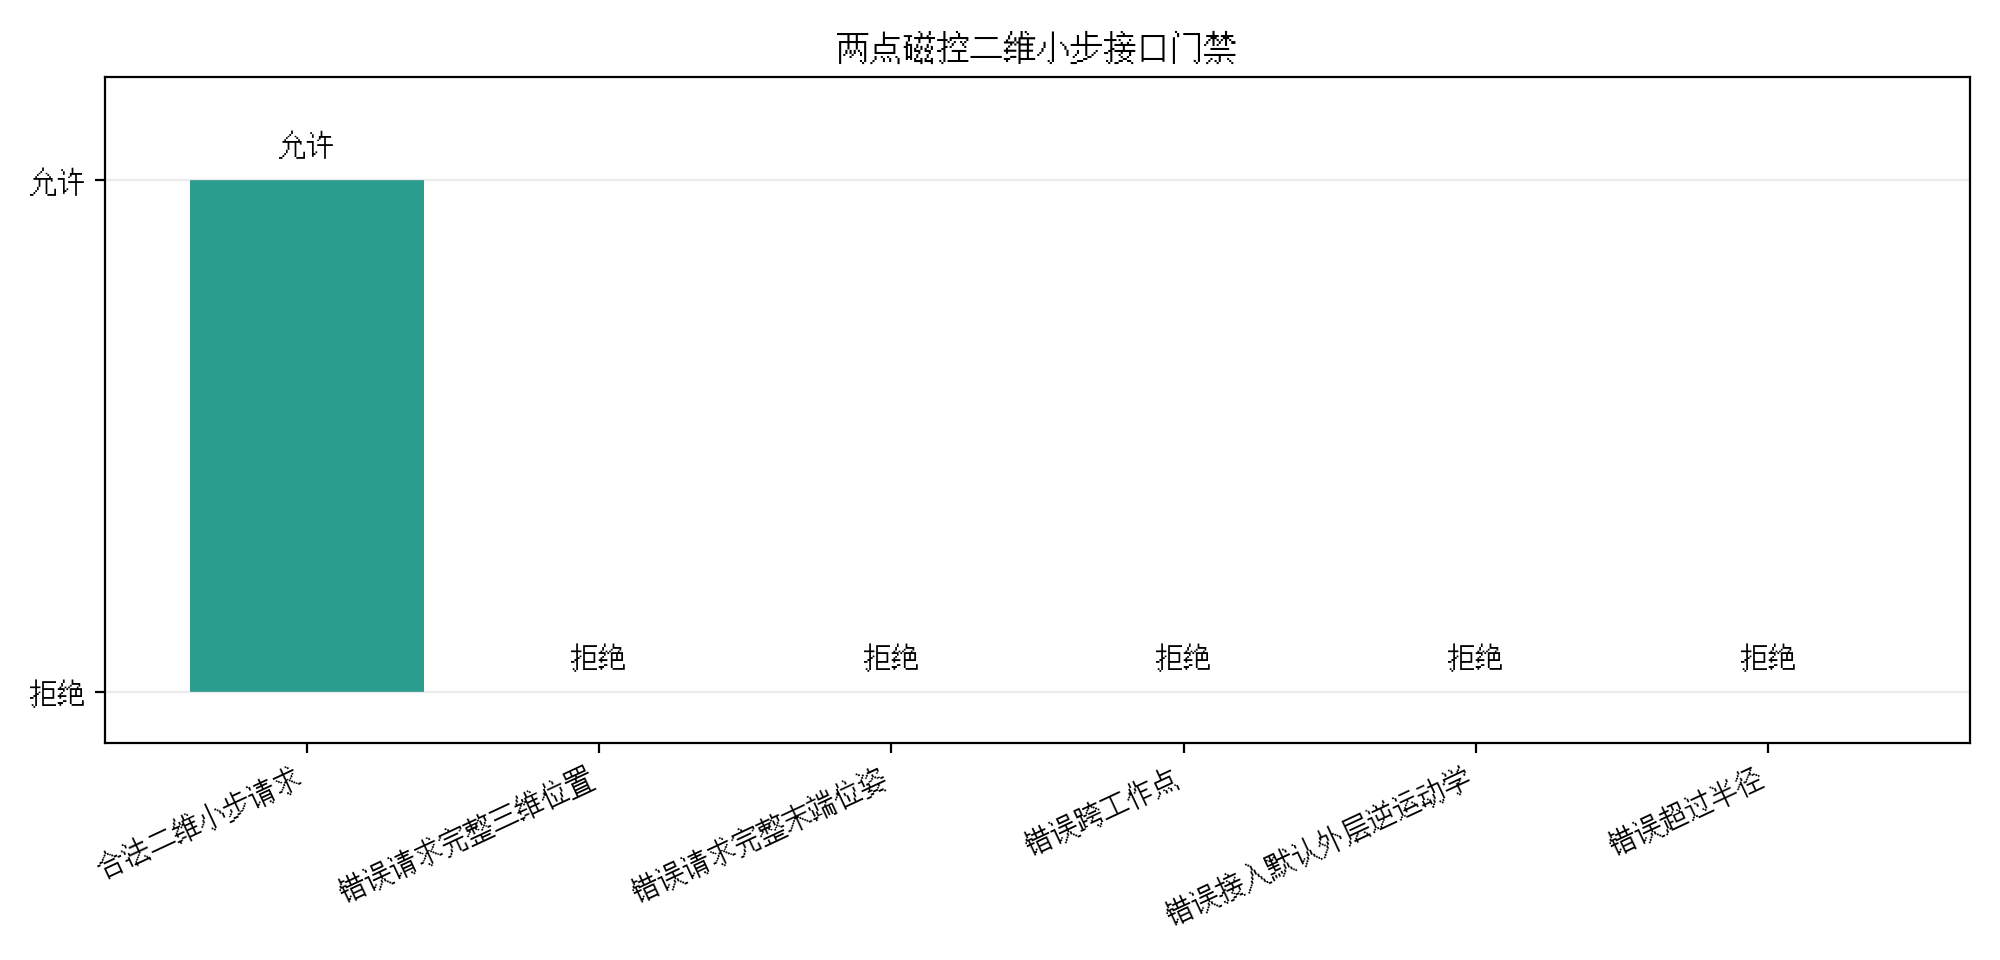 两点磁控二维小步接口门禁
允许
允许
拒绝
拒绝 拒绝 拒绝 拒绝 拒绝
合法二维小步请求
错误请求完整三维位置
错误请求完整末端位姿
错误跨工作点
错误接入默认外层逆运动学
错误超过半径